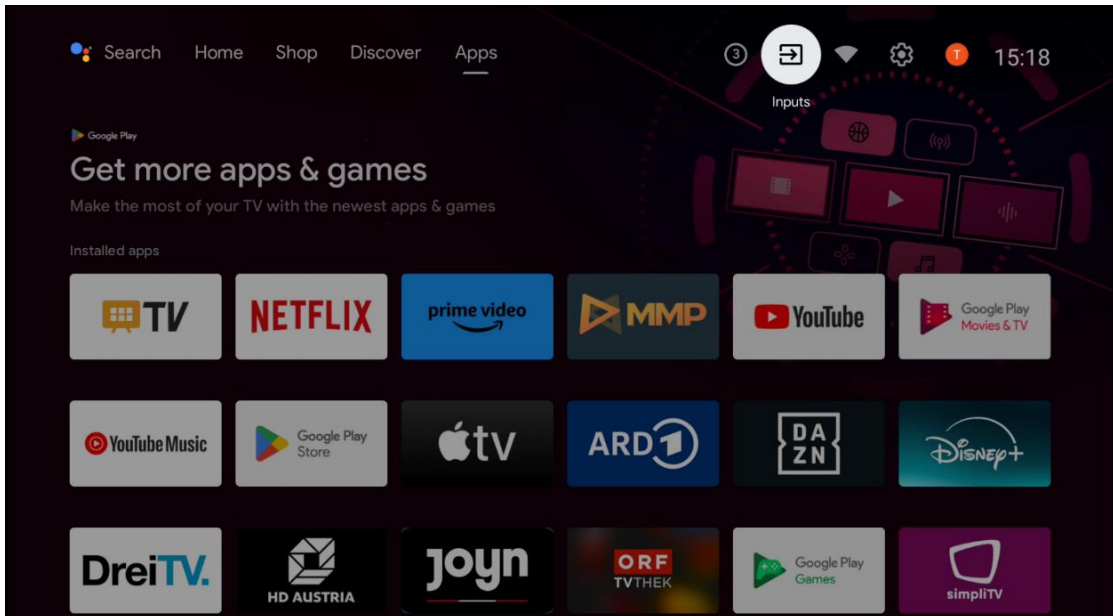 Search Home Shop Discover Apps 3 T 15:18
Inputs
Google Play
Get more apps & games
Make the most of your TV with the newest apps & games
Installed apps
TV NETFLIX prime video MMP YouTube Google Play
Movies & TV
YouTube Music Google Play
Store tv ARD 1 DA
ZN Disney+
DreiTV. HD AUSTRIA Joyn ORF
TVTHEK Google Play
Games simpliTV